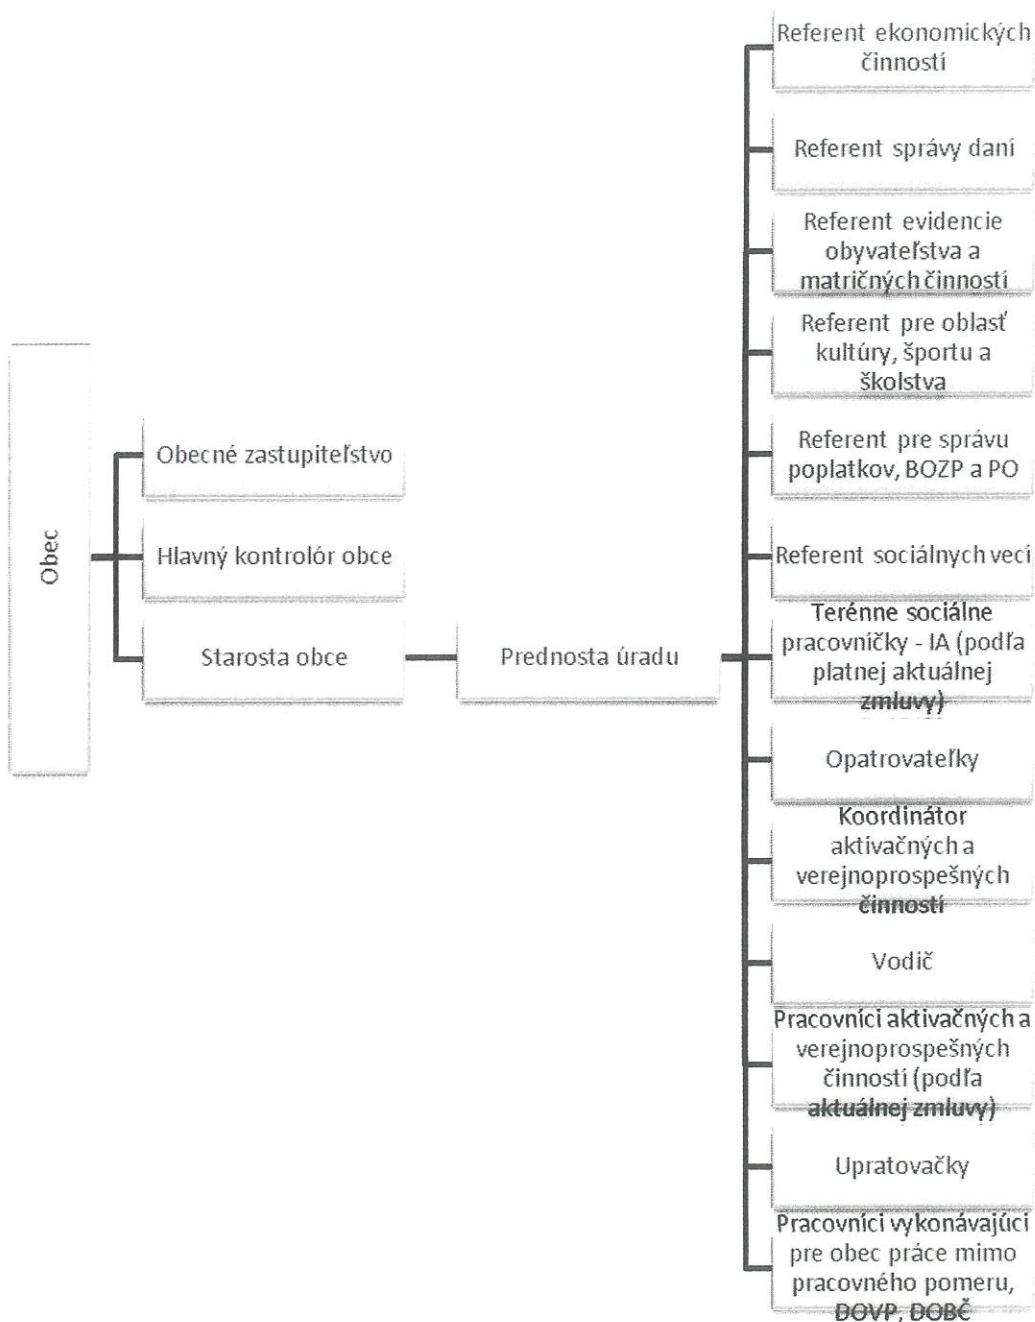 Obec
Obecné zastupiteľstvo
Hlavný kontrolór obce
Starosta obce
Prednosta úradu
Referent ekonomických
činností
Referent správy daní
Referent evidencie
obyvateľstva a
matričných činností
Referent pre oblasť
kultúry, športu a
školstva
Referent pre správu
poplatkov, BOZP a PO
Referent sociálnych vecí
Terénne sociálne
pracovníčky - IA (podľa
platnej aktuálnej
zmluvy)
Opatrovateľky
Koordinátor
aktivačných a
verejnoprospešných
činností
Vodič
Pracovníci aktivačných a
verejnoprospešných
činností (podľa
aktuálnej zmluvy)
Upratovačky
Pracovníci vykonávajúci
pre obec práce mimo
pracovného pomeru,
DOVP, DOBČ